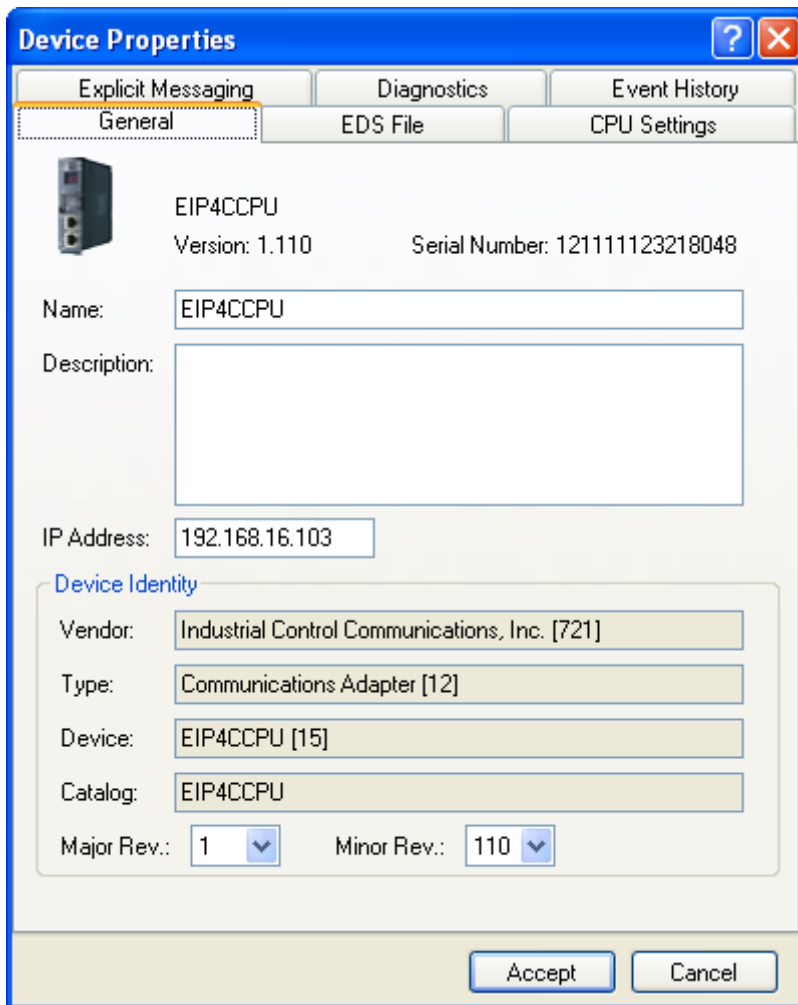 Device Properties
Explicit Messaging Diagnostics Event History
General EDS File CPU Settings
EIP4CCPU
Version: 1.110 Serial Number: 121111123218048
Name: EIP4CCPU
Description:
IP Address: 192.168.16.103
Device Identity
Vendor: Industrial Control Communications, Inc. [721]
Type: Communications Adapter [12]
Device: EIP4CCPU [15]
Catalog: EIP4CCPU
Major Rev.: 1 Minor Rev.: 110
Accept Cancel